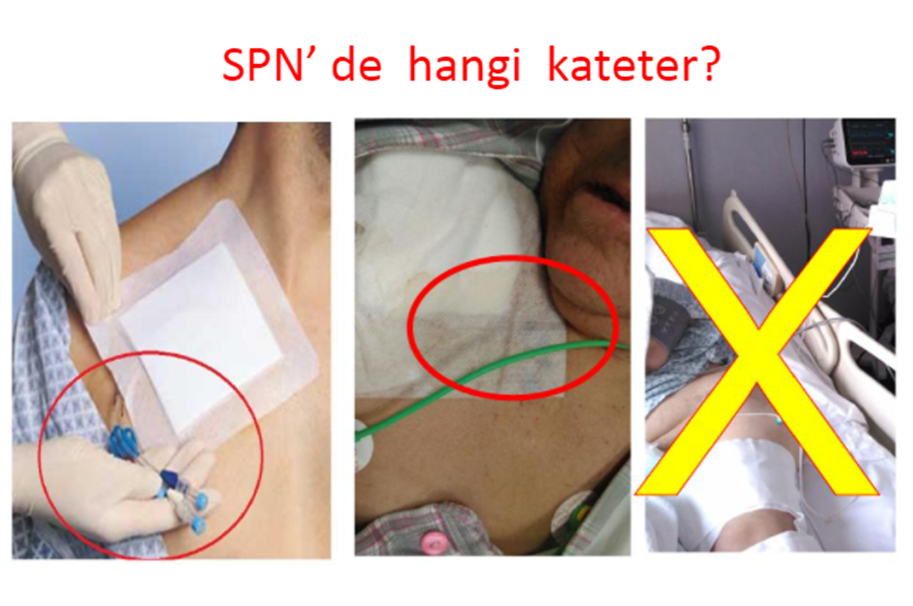 SPN’ de hangi kateter?